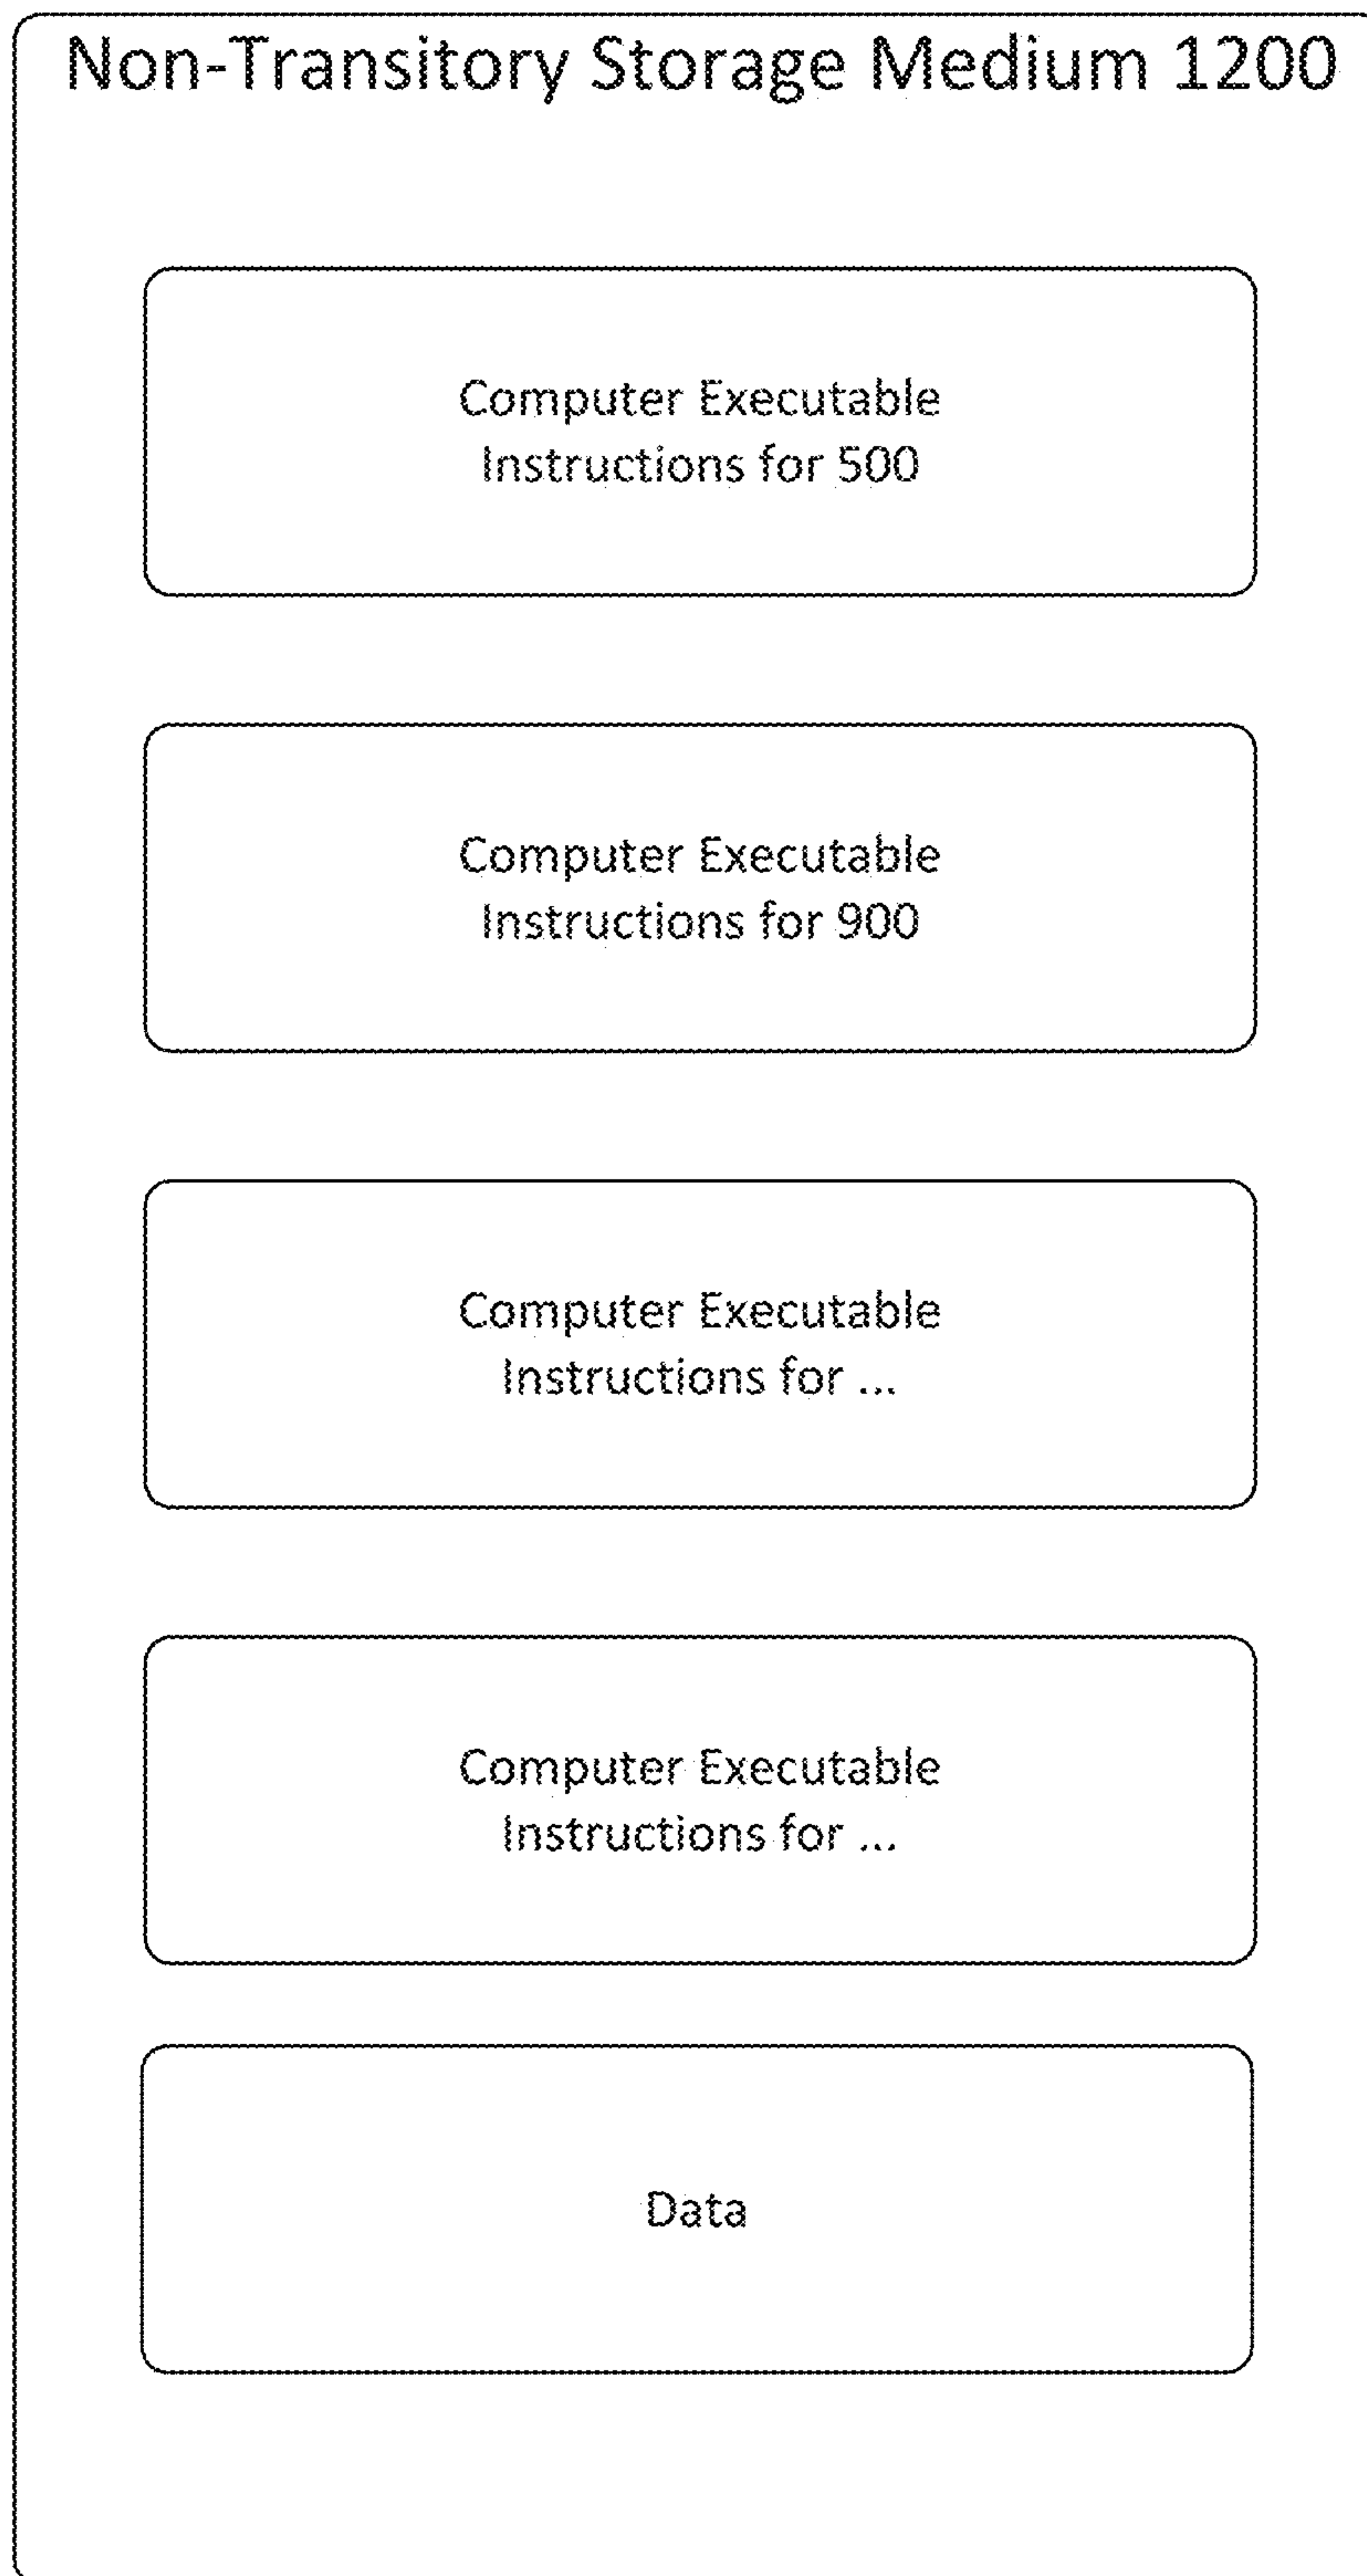 Non-Transitory Storage Medium 1200
Computer Executable
Instructions for 500
Computer Executable
Instructions for 900
Computer Executable
Instructions for ...
Computer Executable
Instructions for ...
Data